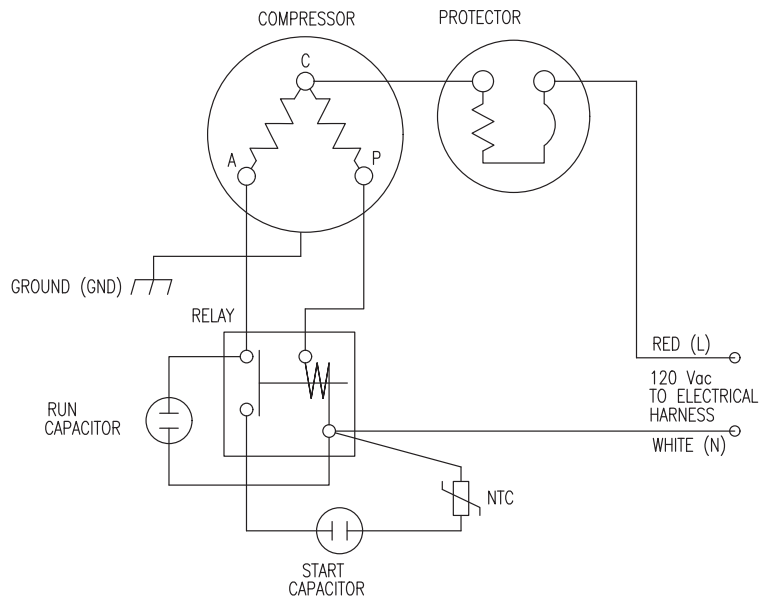 COMPRESSOR
PROTECTOR
C
A
P
GROUND (GND)
RELAY
RED (L)
120 Vac
TO ELECTRICAL
HARNESS
WHITE (N)
RUN
CAPACITOR
NTC
START
CAPACITOR